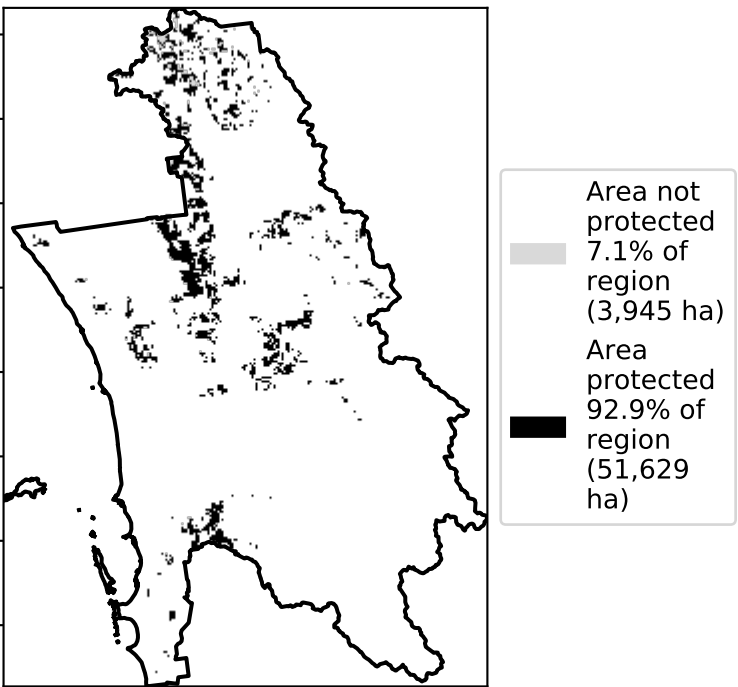 Area not
protected
7.1% of
region
(3,945 ha)
Area
protected
92.9% of
region
(51,629
ha)